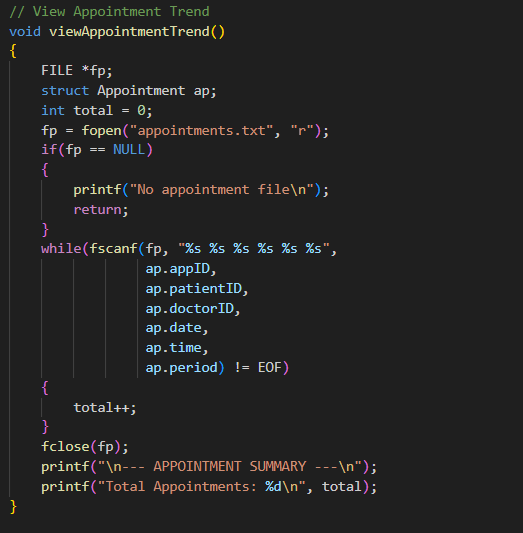 // View Appointment Trend
void viewAppointmentTrend()
{
    FILE *fp;
    struct Appointment ap;
    int total = 0;
    fp = fopen("appointments.txt", "r");
    if(fp == NULL)
    {
        printf("No appointment file\n");
        return;
    }
    while(fscanf(fp, "%s %s %s %s %s %s",
                 ap.appID,
                 ap.patientID,
                 ap.doctorID,
                 ap.date,
                 ap.time,
                 ap.period) != EOF)
    {
        total++;
    }
    fclose(fp);
    printf("\n--- APPOINTMENT SUMMARY ---\n");
    printf("Total Appointments: %d\n", total);
}